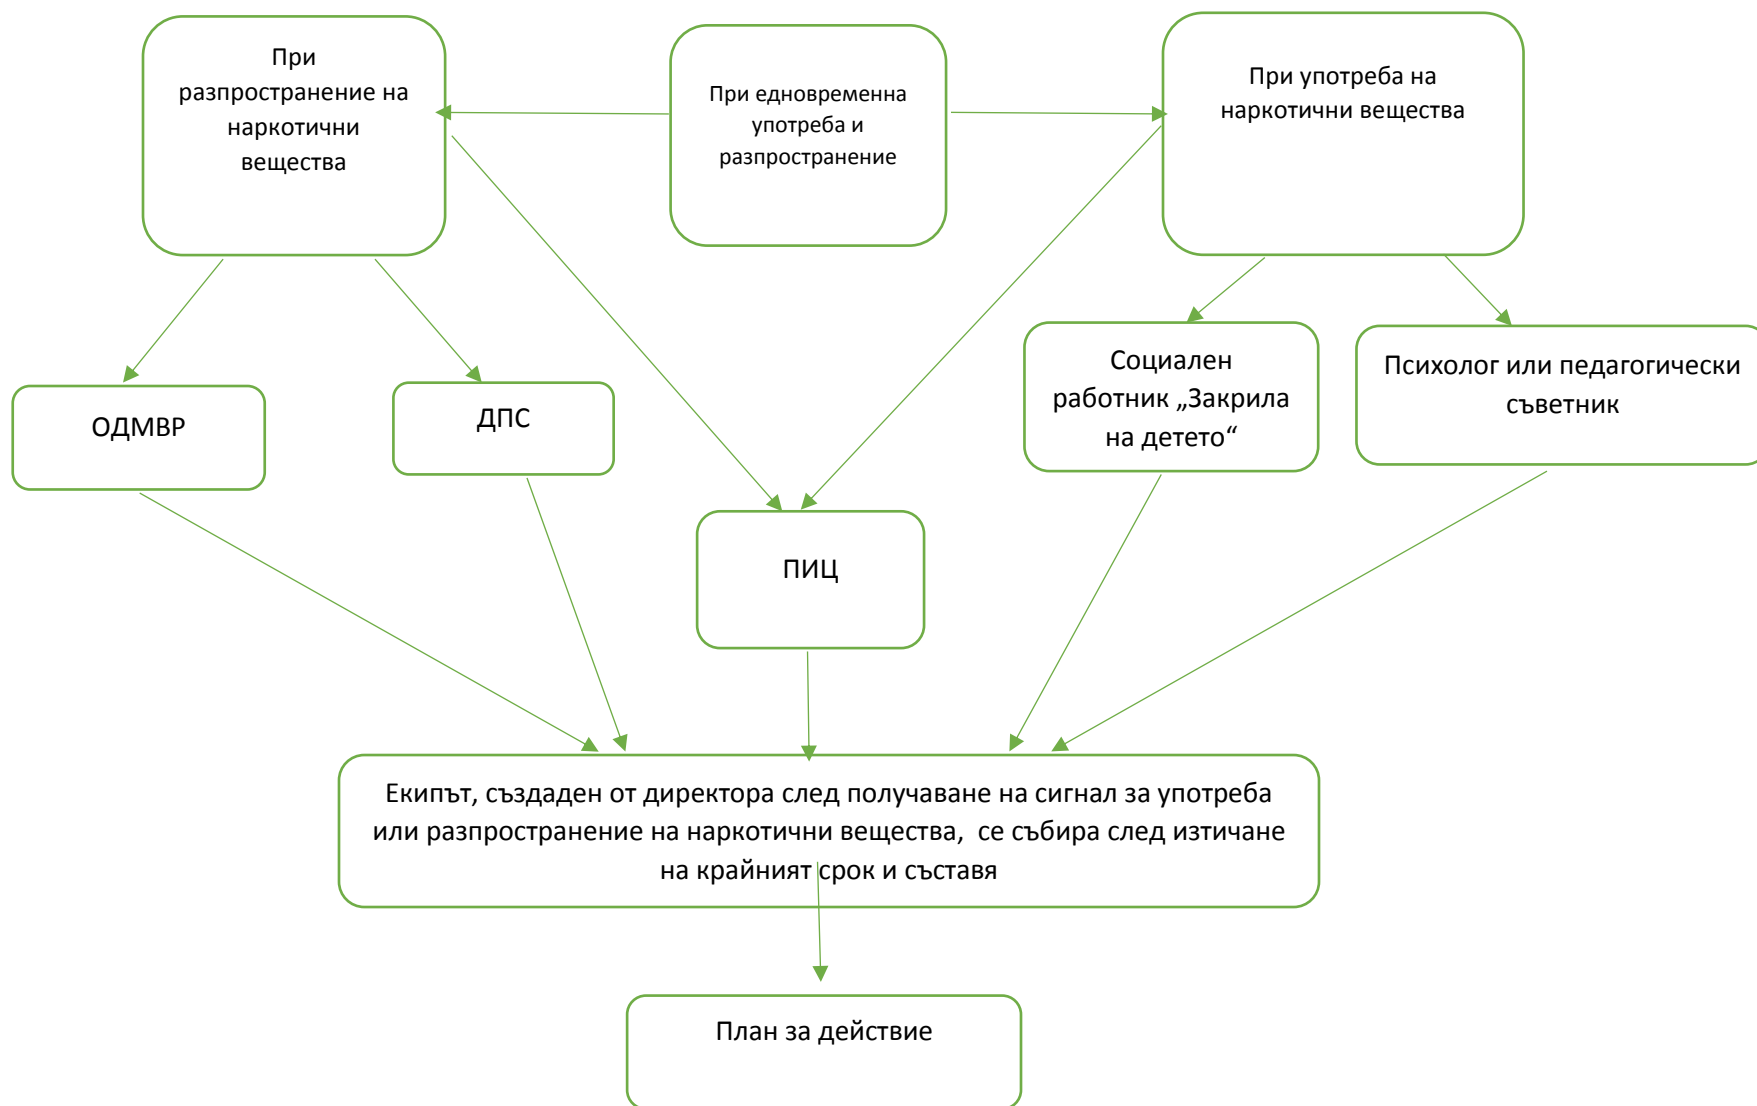 При
разпространение на
наркотични
вещества
При едновременна
употреба и
разпространение
При употреба на
наркотични вещества
ОДМВР
ДПС
ПИЦ
Социален
работник „Закрила
на детето“
Психолог или педагогически
съветник
Екипът, създаден от директора след получаване на сигнал за употреба
или разпространение на наркотични вещества, се събира след изтичане
на крайният срок и съставя
План за действие